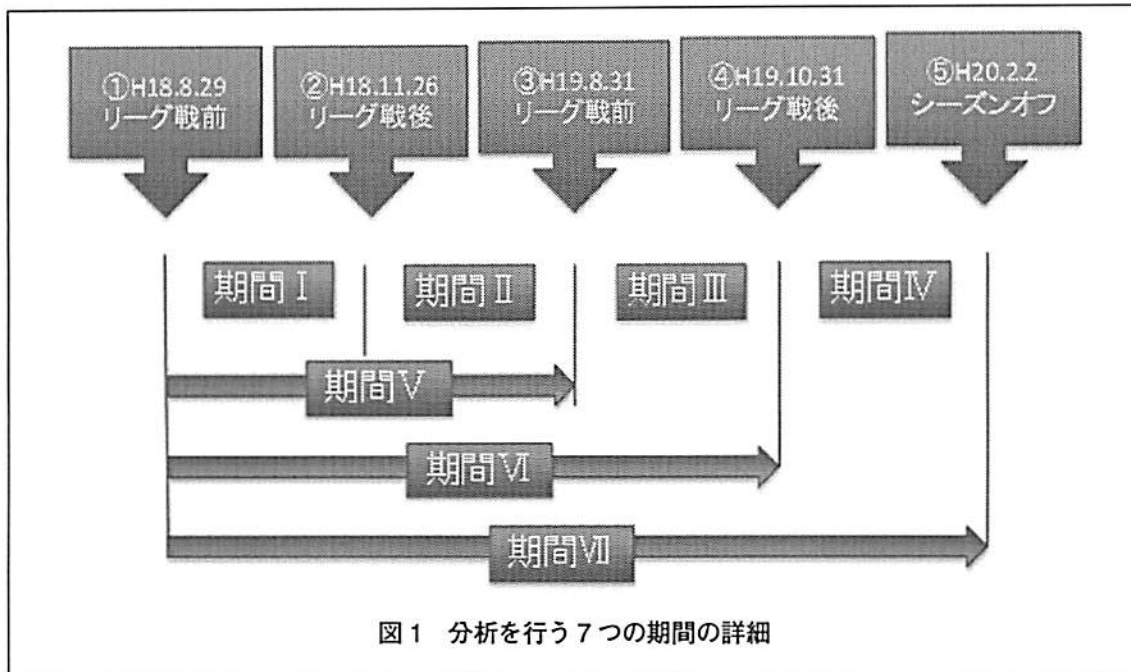 ①H18.8.29
リーグ戦前
②H18.11.26
リーグ戦後
③H19.8.31
リーグ戦前
④H19.10.31
リーグ戦後
⑤H20.2.2
シーズンオフ
期間Ⅰ
期間Ⅱ
期間Ⅲ
期間Ⅳ
期間Ⅴ
期間Ⅵ
期間Ⅶ
図1 分析を行う7つの期間の詳細